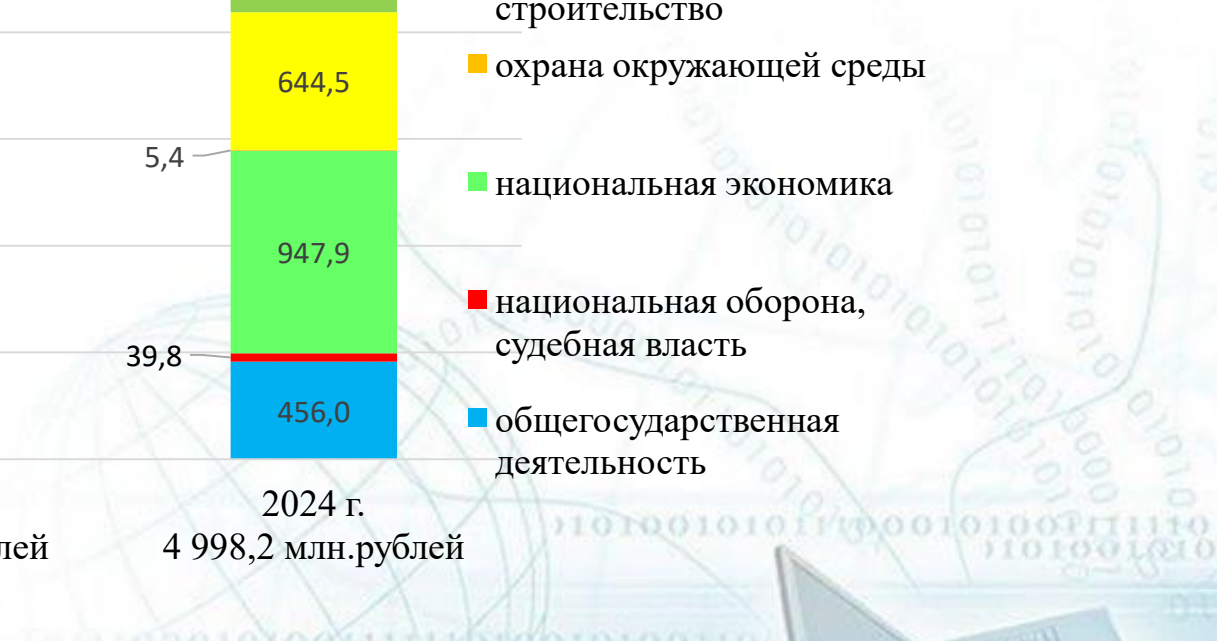 строительство
охрана окружающей среды
национальная экономика
национальная оборона,
судебная власть
общегосударственная
деятельность
644,5
5,4
947,9
39,8
456,0
2024 г.
лей
4 998,2 млн.рублей